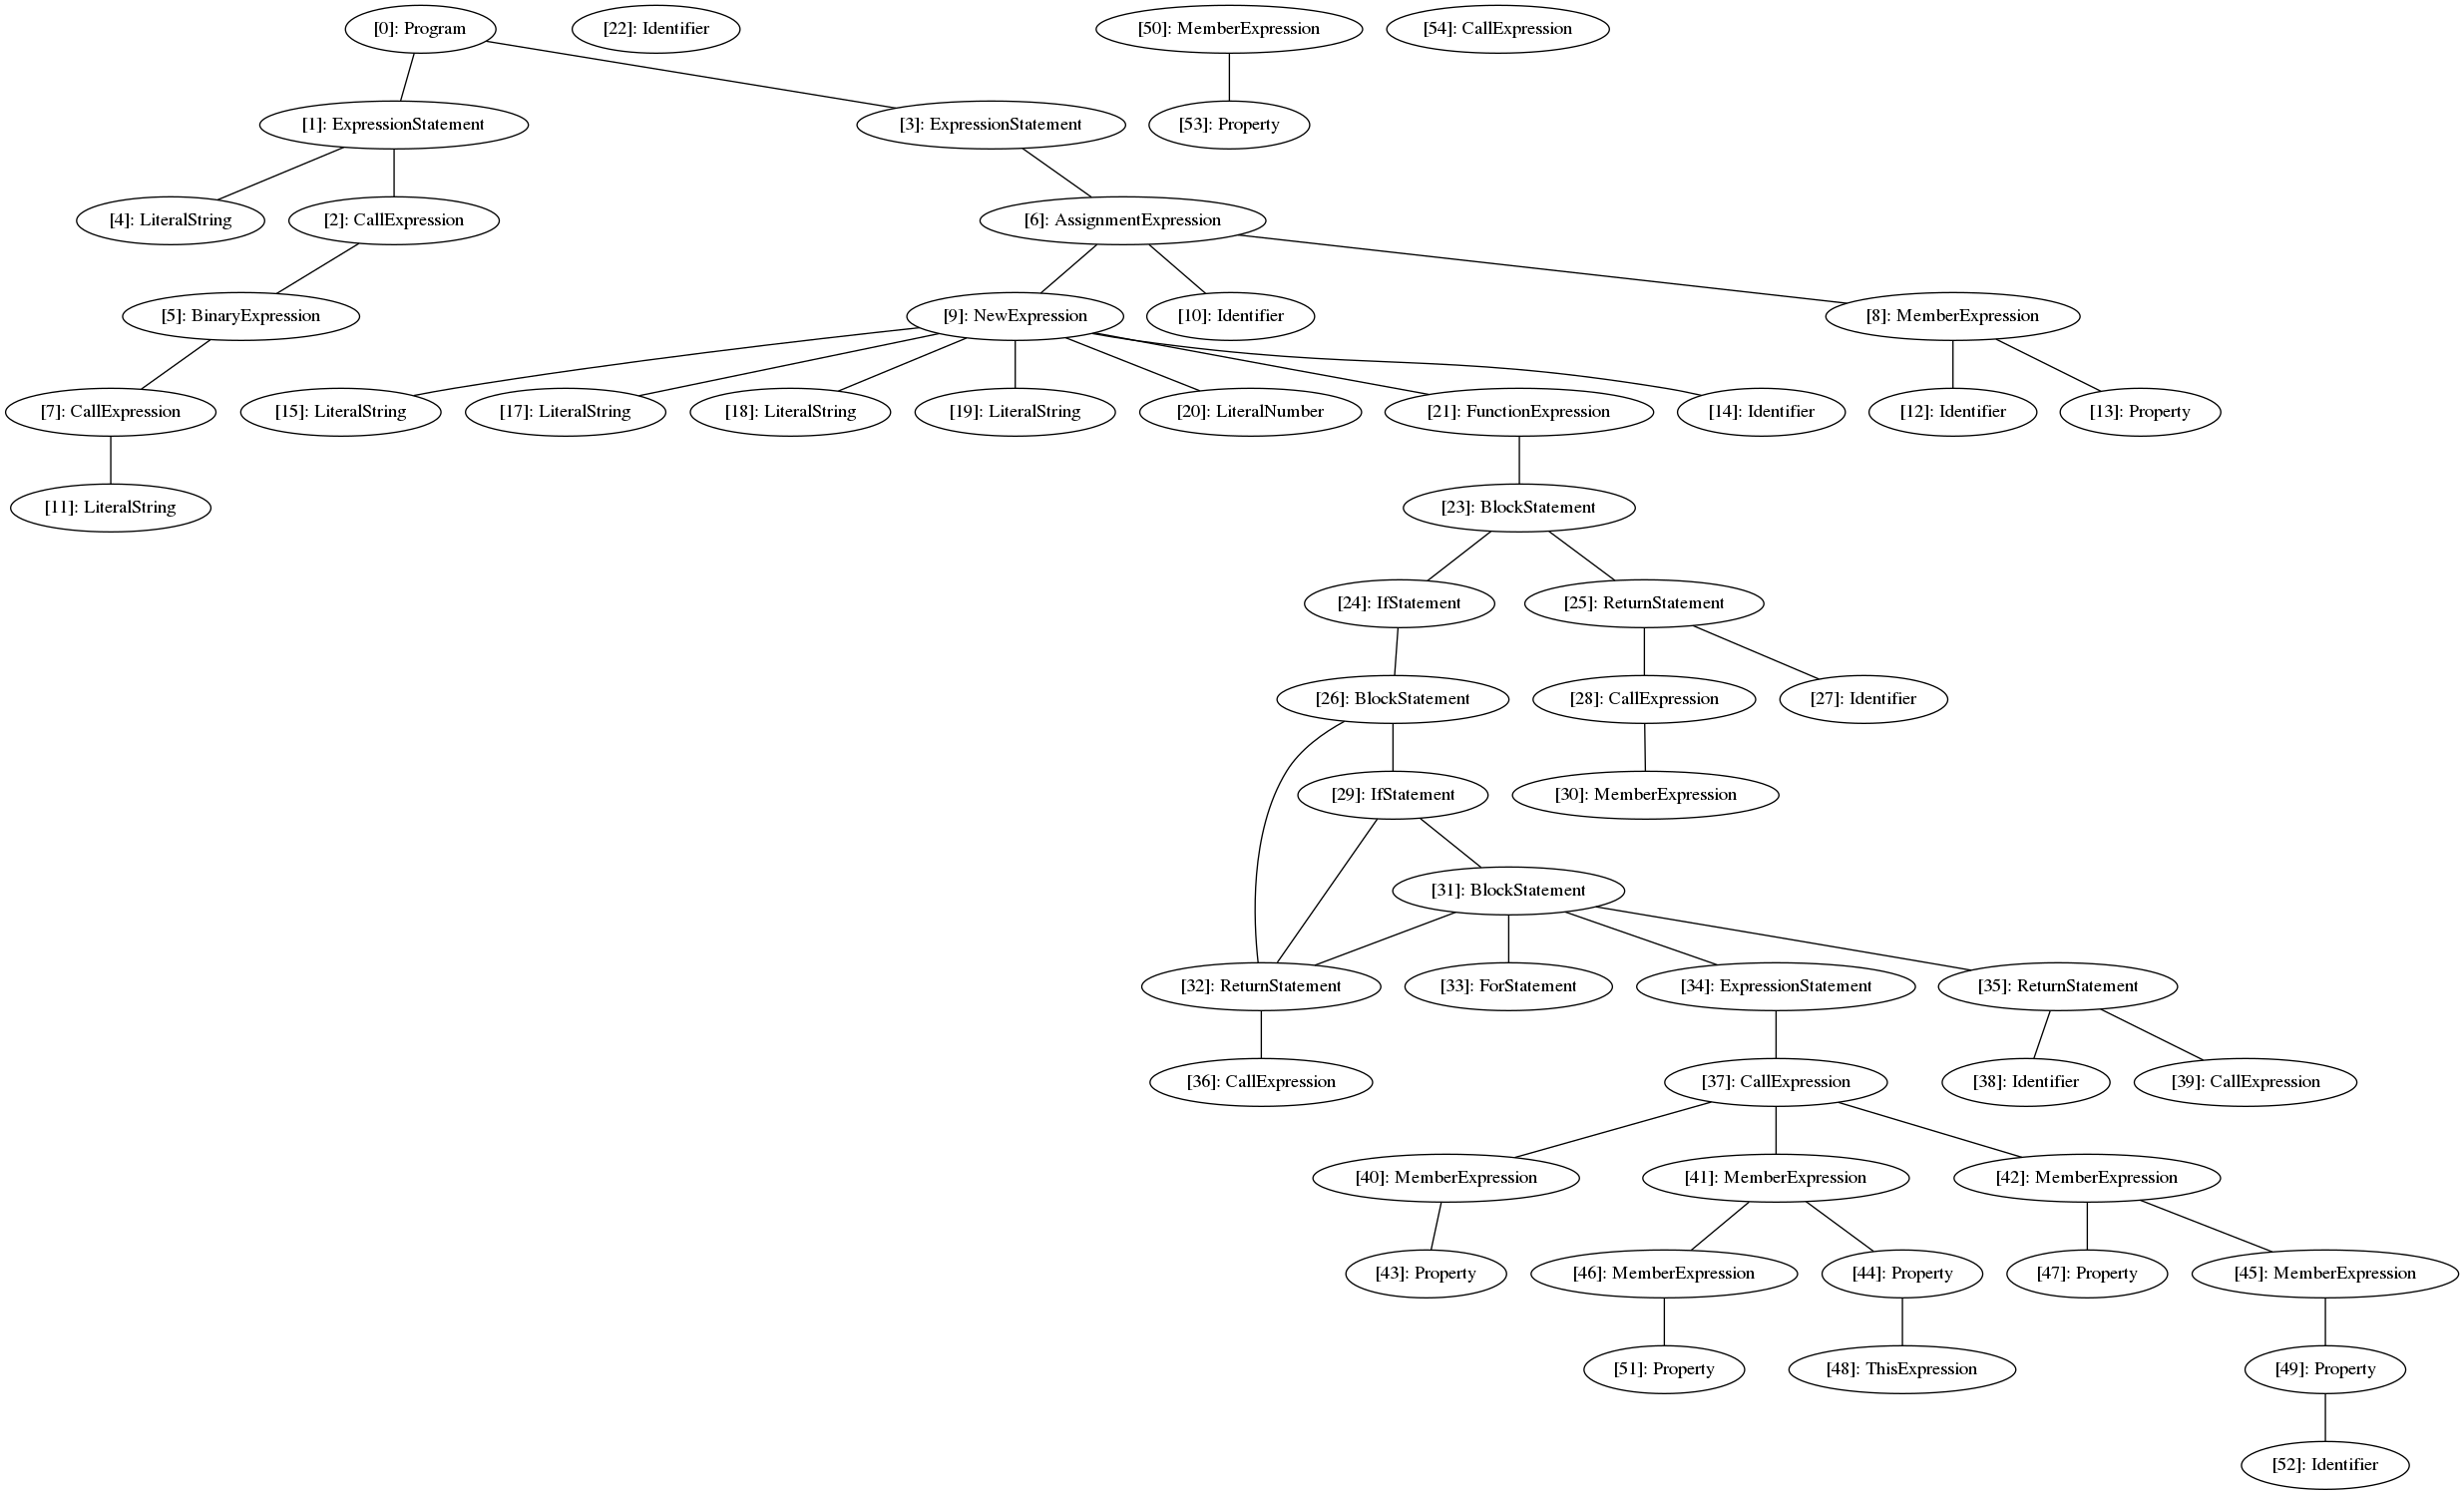 [0]: Program
[22]: Identifier
[50]: MemberExpression
[54]: CallExpression
[1]: ExpressionStatement
[3]: ExpressionStatement
[53]: Property
[4]: LiteralString
[2]: CallExpression
[6]: AssignmentExpression
[5]: BinaryExpression
[9]: NewExpression
[10]: Identifier
[8]: MemberExpression
[7]: CallExpression
[15]: LiteralString
[17]: LiteralString
[18]: LiteralString
[19]: LiteralString
[20]: LiteralNumber
[21]: FunctionExpression
[14]: Identifier
[12]: Identifier
[13]: Property
[11]: LiteralString
[23]: BlockStatement
[24]: IfStatement
[25]: ReturnStatement
[26]: BlockStatement
[28]: CallExpression
[27]: Identifier
[29]: IfStatement
[30]: MemberExpression
[31]: BlockStatement
[32]: ReturnStatement
[33]: ForStatement
[34]: ExpressionStatement
[35]: ReturnStatement
[36]: CallExpression
[37]: CallExpression
[38]: Identifier
[39]: CallExpression
[40]: MemberExpression
[41]: MemberExpression
[42]: MemberExpression
[43]: Property
[46]: MemberExpression
[44]: Property
[47]: Property
[45]: MemberExpression
[51]: Property
[48]: ThisExpression
[49]: Property
[52]: Identifier